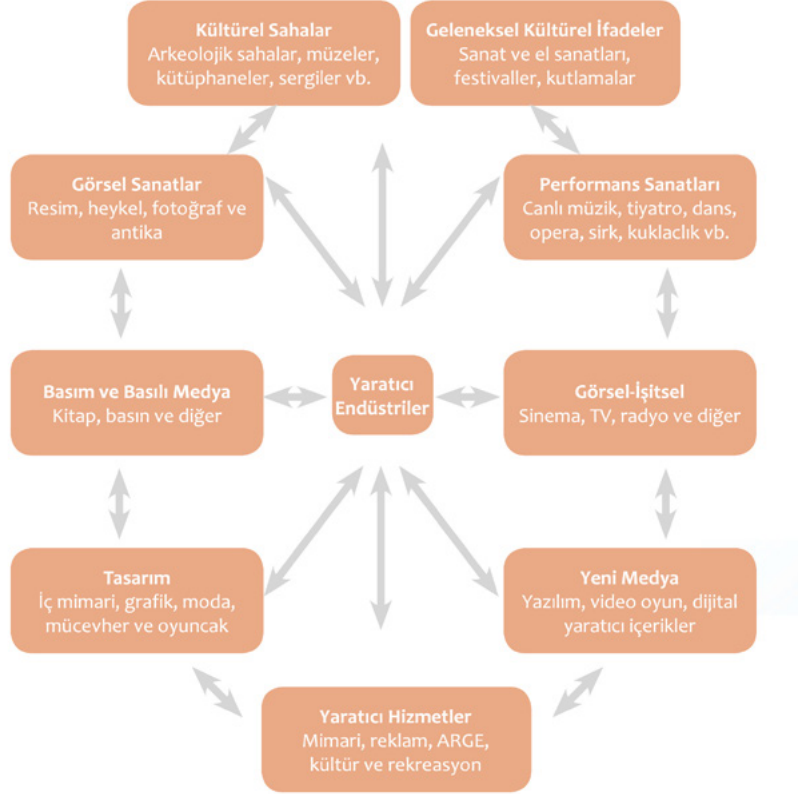 Kültürel Sahalar
Arkeolojik sahalar, müzeler,
kütüphaneler, sergiler vb.
Geleneksel Kültürel İfadeler
Sanat ve el sanatları,
festivaller, kutlamalar
Görsel Sanatlar
Resim, heykel, fotoğraf ve
antika
Performans Sanatları
Canlı müzik, tiyatro, dans,
opera, sirk, kuklaclık vb.
Basım ve Basılı Medya
Kitap, basın ve diğer
Yaratıcı
Endüstriler
Görsel-İşitsel
Sinema, TV, radyo ve diğer
Tasarım
İç mimari, grafik, moda,
mücevher ve oyuncak
Yeni Medya
Yazılım, video oyun, dijital
yaratıcı içerikler
Yaratıcı Hizmetler
Mimari, reklam, ARGE,
kültür ve rekreasyon